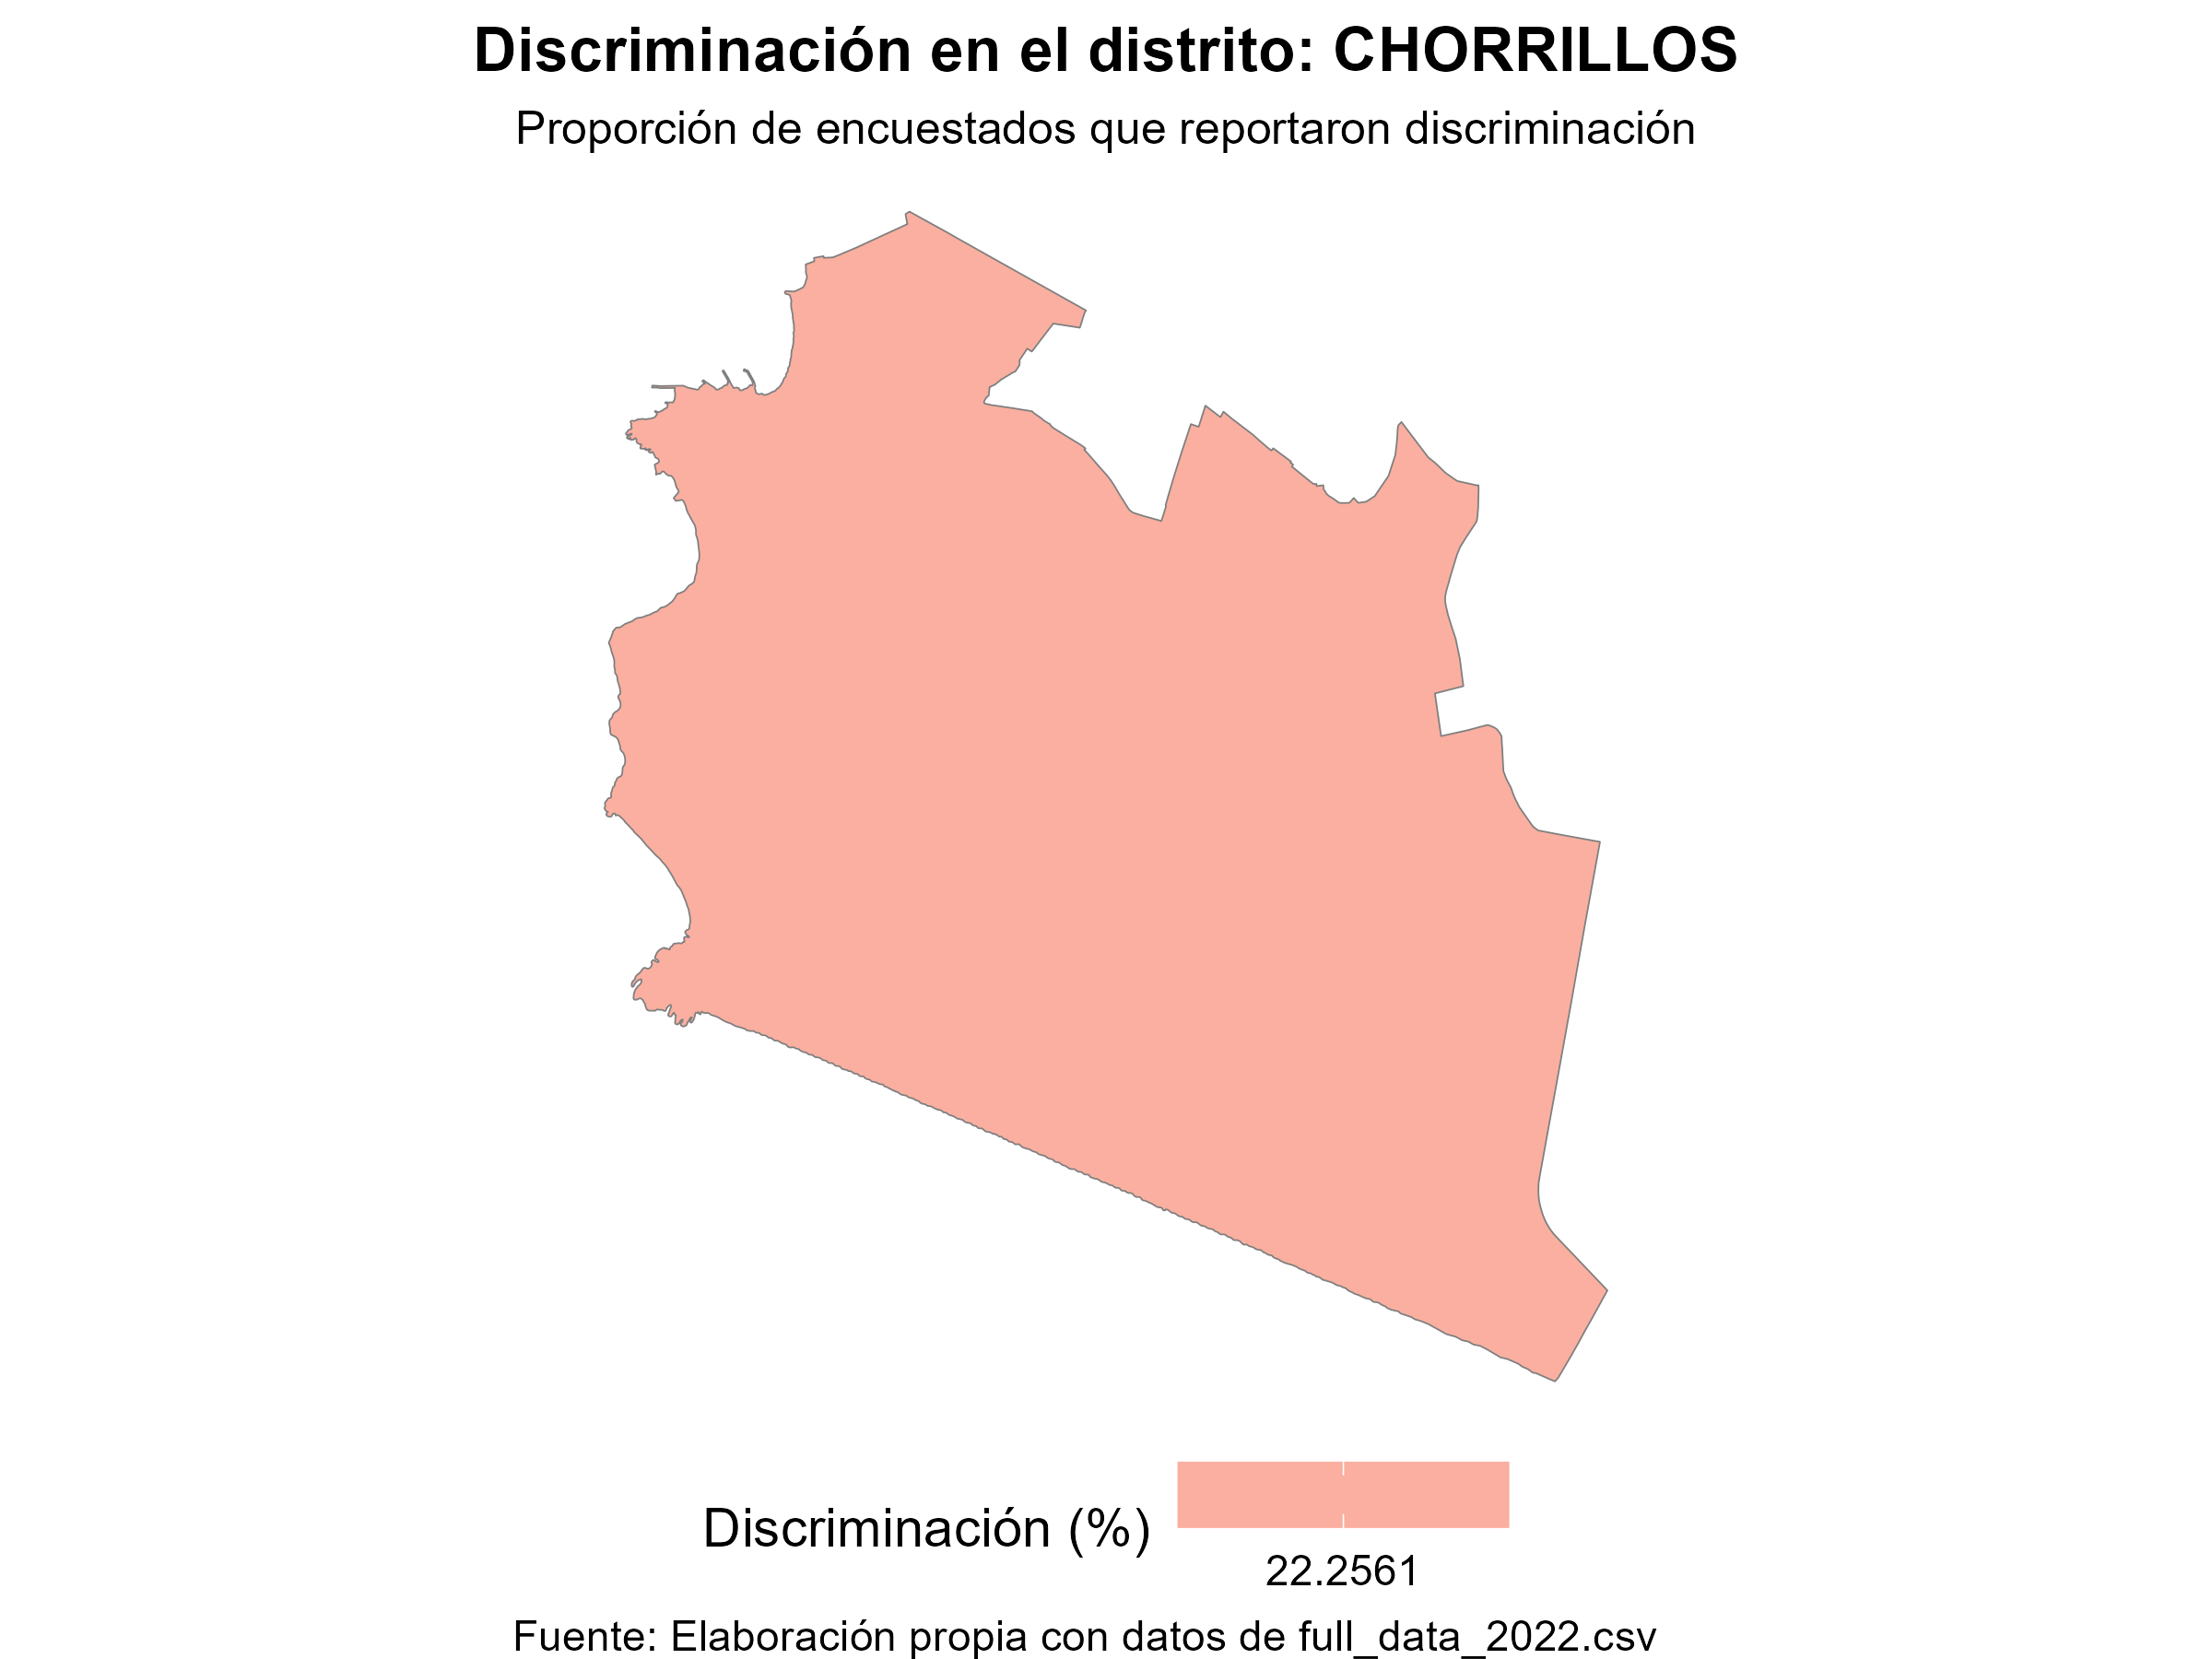 Discriminación en el distrito: CHORRILLOS
Proporción de encuestados que reportaron discriminación
Discriminación (%)
22.2561
Fuente: Elaboración propia con datos de full_data_2022.csv